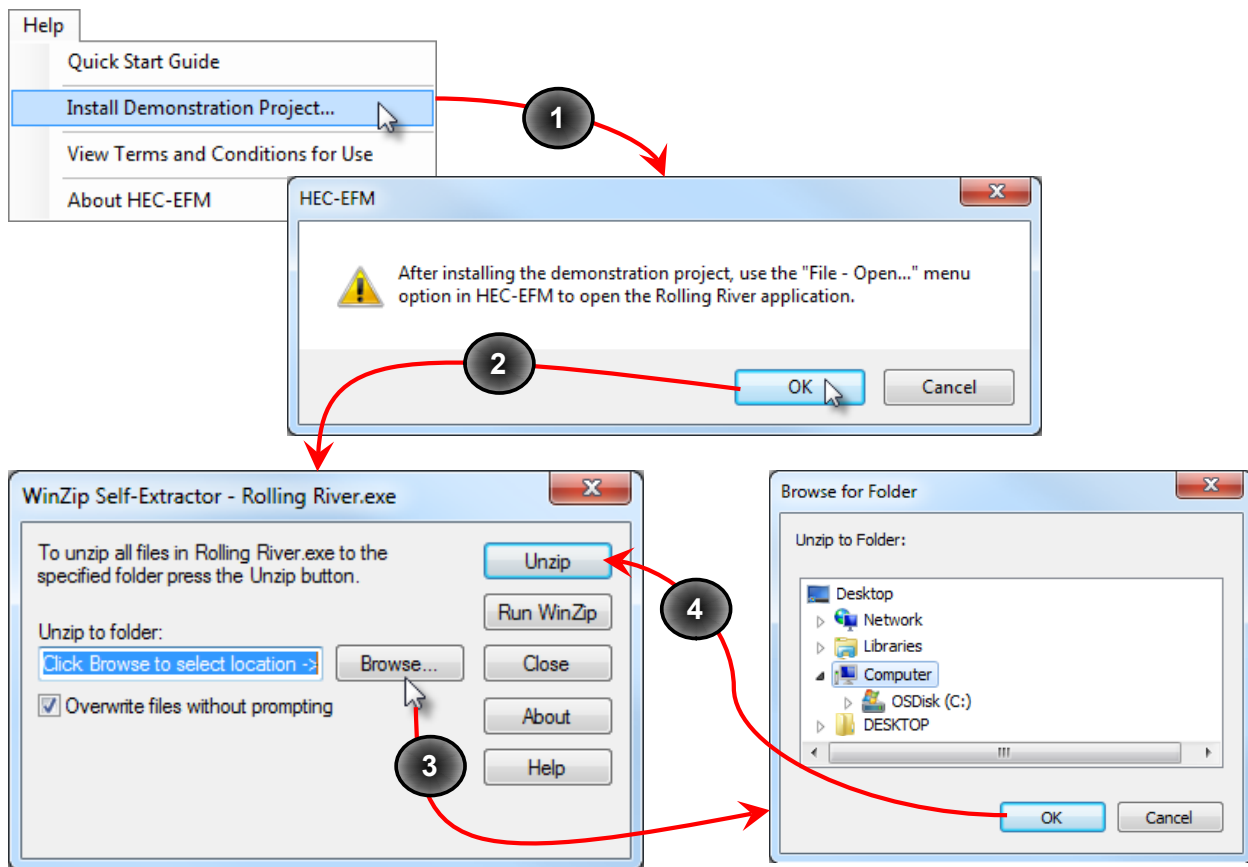 Help
Quick Start Guide
Install Demonstration Project...
View Terms and Conditions for Use
About HEC-EFM
1
HEC-EFM
After installing the demonstration project, use the "File - Open..." menu
option in HEC-EFM to open the Rolling River application.
2
OK
Cancel
WinZip Self-Extractor - Rolling River.exe
To unzip all files in Rolling River.exe to the
specified folder press the Unzip button.
Unzip to folder:
Click Browse to select location ->
Browse...
Overwrite files without prompting
Unzip
Run WinZip
Close
About
Help
3
4
Browse for Folder
Unzip to Folder:
Desktop
Network
Libraries
Computer
OSDisk (C:)
DESKTOP
OK
Cancel